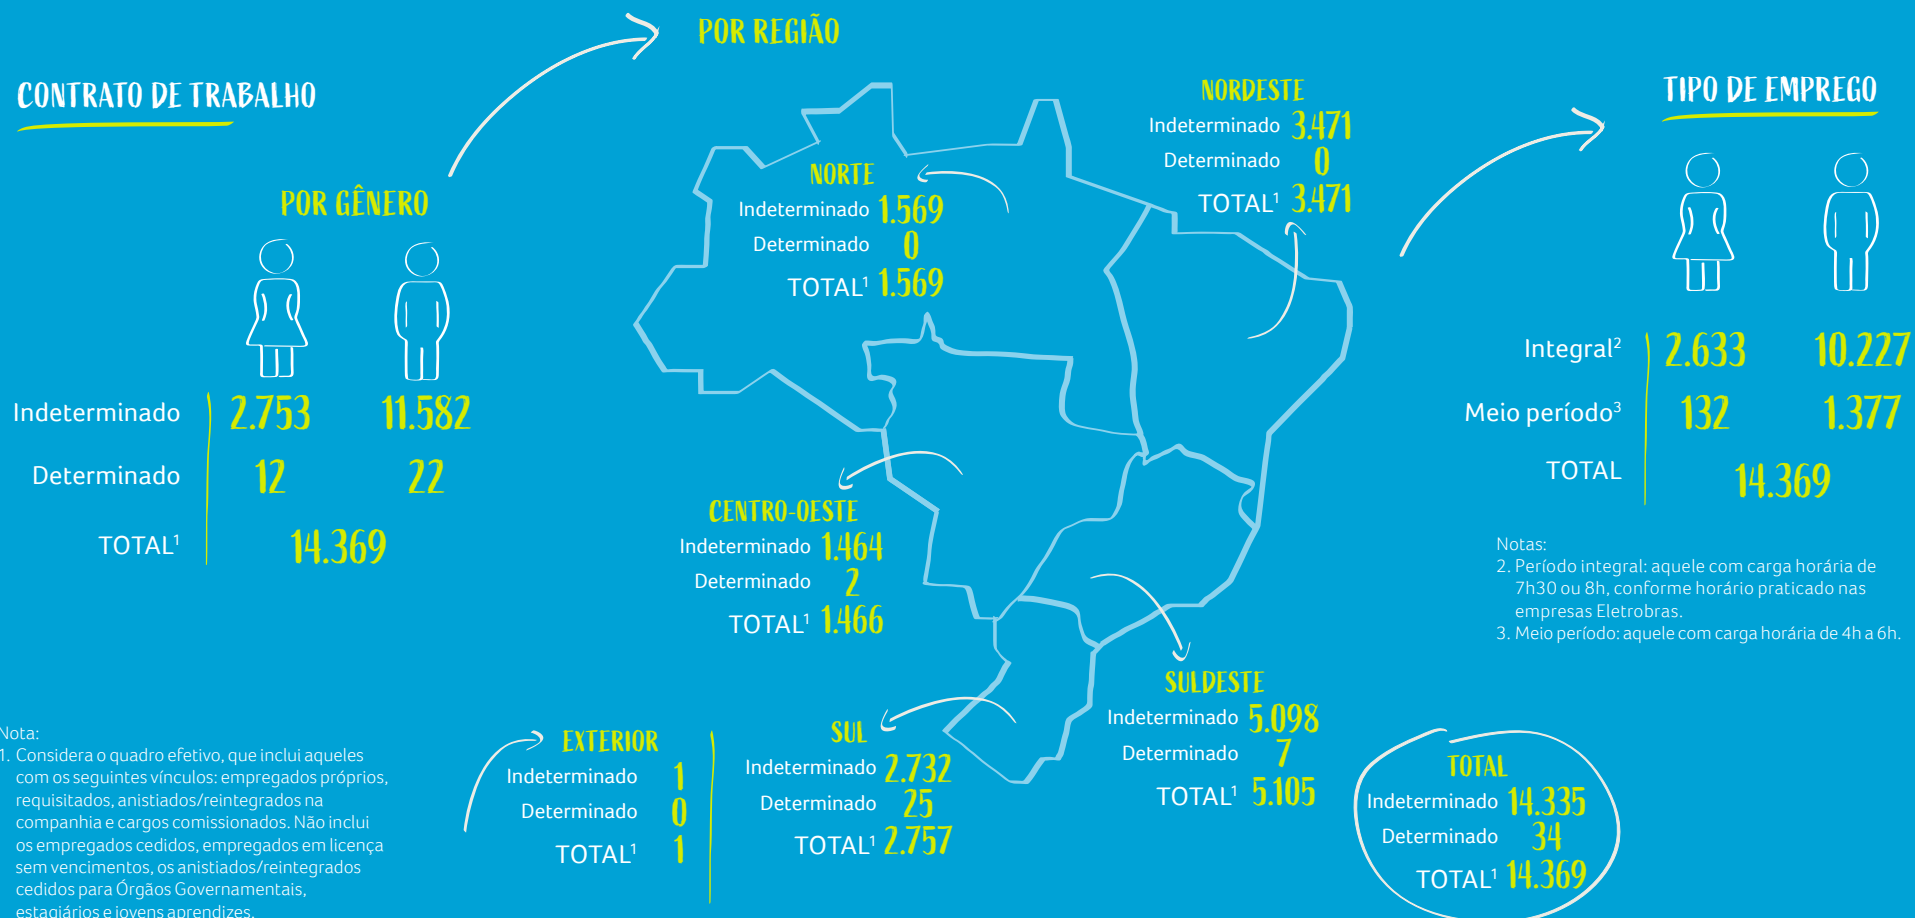 CONTRATO DE TRABALHO
POR GÊNERO
Indeterminado 2.753 11.582
Determinado 12 22
TOTAL¹ 14.369
POR REGIÃO
NORTE
Indeterminado 1.569
Determinado 0
TOTAL¹ 1.569
NORDESTE
Indeterminado 3.471
Determinado 0
TOTAL¹ 3.471
CENTRO-OESTE
Indeterminado 1.464
Determinado 2
TOTAL¹ 1.466
SULDESTE
Indeterminado 5.098
Determinado 7
TOTAL¹ 5.105
SUL
Indeterminado 2.732
Determinado 25
TOTAL¹ 2.757
EXTERIOR
Indeterminado 1
Determinado 0
TOTAL¹ 1
TOTAL
Indeterminado 14.335
Determinado 34
TOTAL¹ 14.369
TIPO DE EMPREGO
Integral² 2.633 10.227
Meio período³ 132 1.377
TOTAL 14.369
Notas:
2. Período integral: aquele com carga horária de
7h30 ou 8h, conforme horário praticado nas
empresas Eletrobras.
3. Meio período: aquele com carga horária de 4h a 6h.
Nota:
1. Considera o quadro efetivo, que inclui aqueles
com os seguintes vínculos: empregados próprios,
requisitados, anistiados/reintegrados na
companhia e cargos comissionados. Não inclui
os empregados cedidos, empregados em licença
sem vencimentos, os anistiados/reintegrados
cedidos para Órgãos Governamentais,
estagiários e jovens aprendizes.